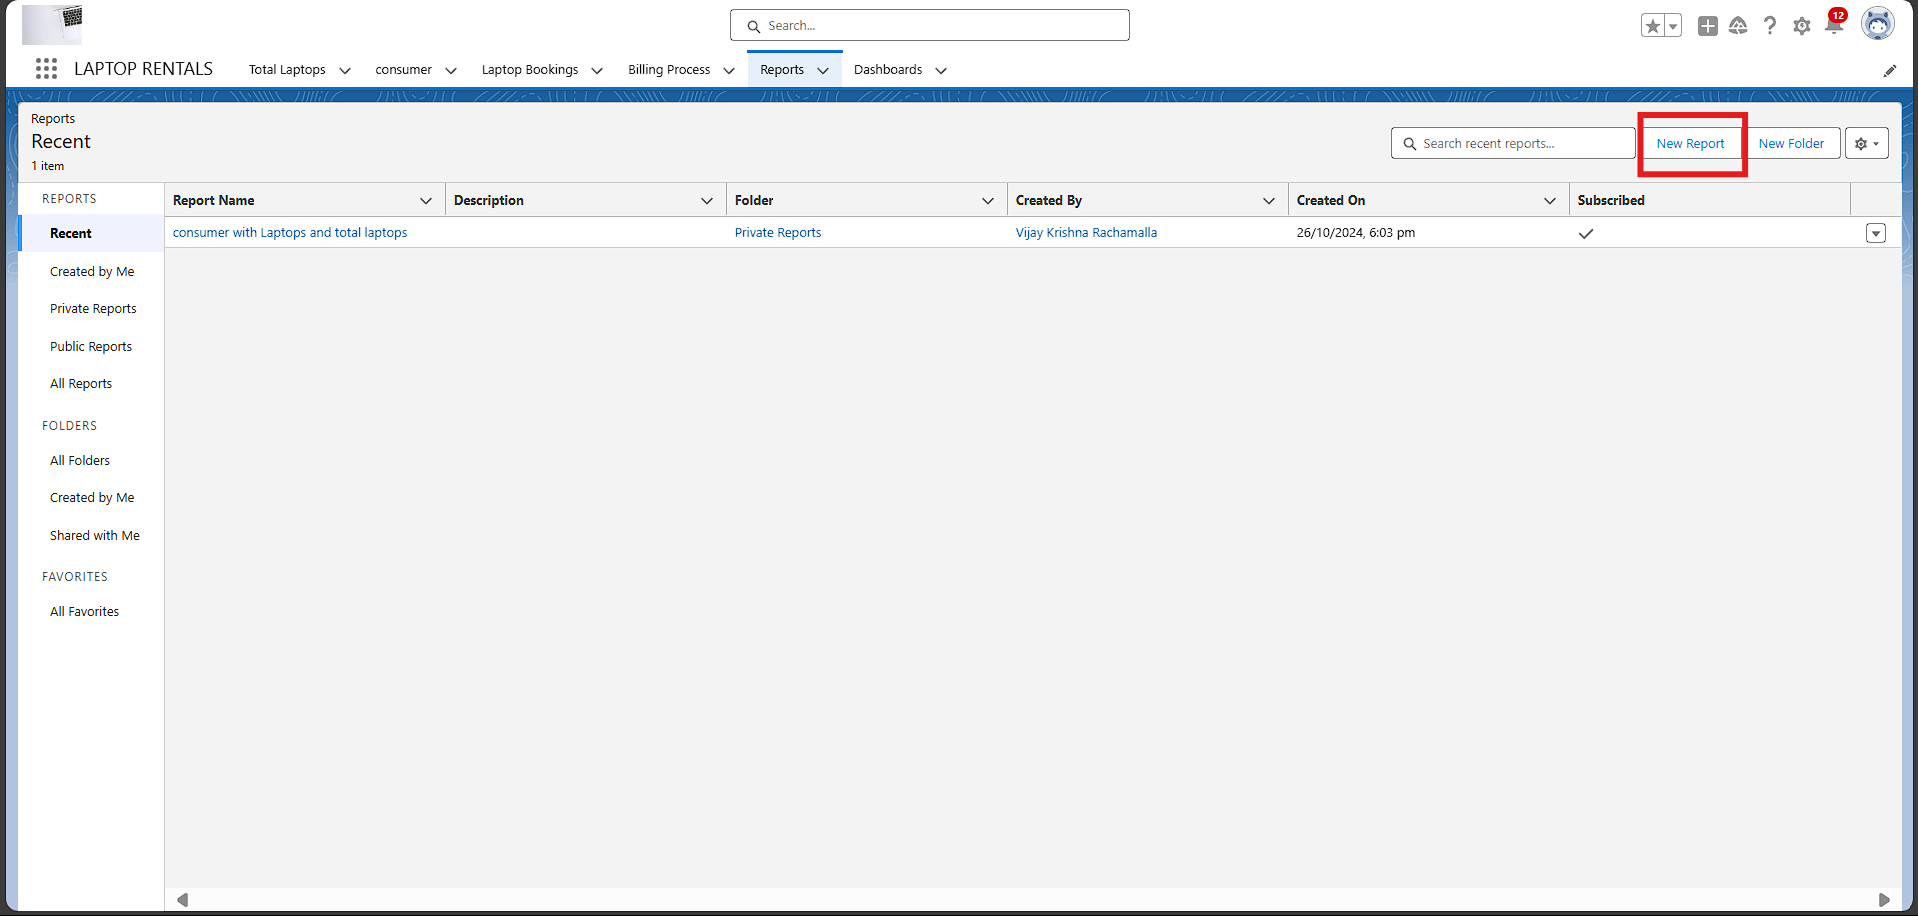 Search...
12
LAPTOP RENTALS
Total Laptops
consumer
Laptop Bookings
Billing Process
Reports
Dashboards
Reports
Recent
1 item
Search recent reports...
New Report
New Folder
REPORTS
Recent
Created by Me
Private Reports
Public Reports
All Reports
FOLDERS
All Folders
Created by Me
Shared with Me
FAVORITES
All Favorites
Report Name Description Folder Created By Created On Subscribed
consumer with Laptops and total laptops Private Reports Vijay Krishna Rachamalla 26/10/2024, 6:03 pm